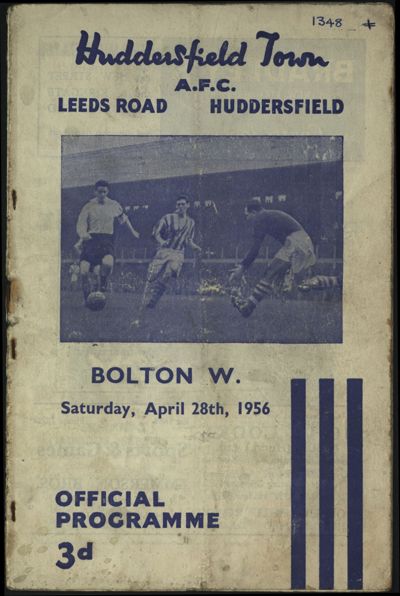 1348
Huddersfield Town
A.F.C.
LEEDS ROAD HUDDERSFIELD
BOLTON W.
Saturday, April 28th, 1956
OFFICIAL
PROGRAMME
3d